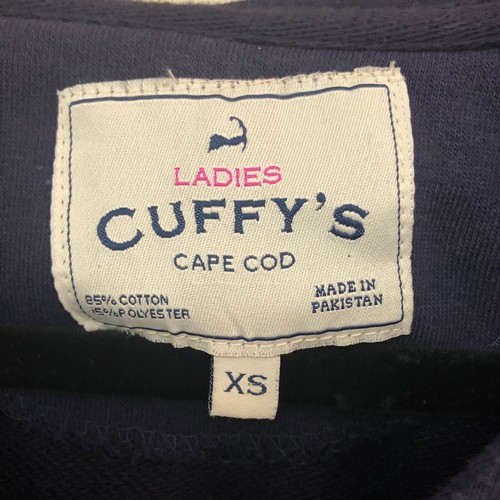 LADIES
CUFFY'S
CAPE COD
85% COTTON
15% POLYESTER
MADE IN
PAKISTAN
XS